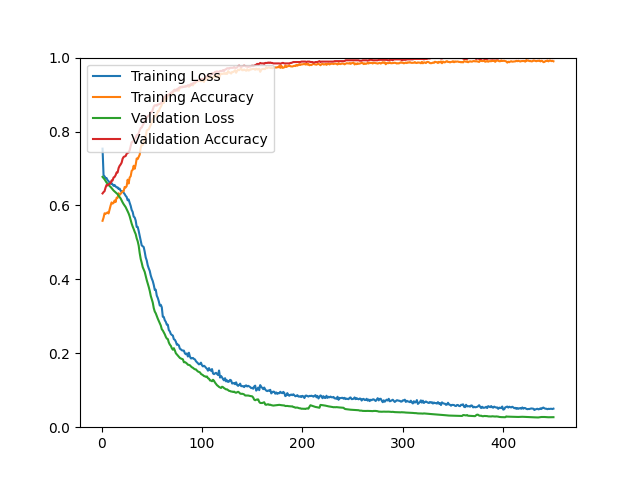 1.0
0.8
0.6
0.4
0.2
0.0
Training Loss
Training Accuracy
Validation Loss
Validation Accuracy
0 100 200 300 400